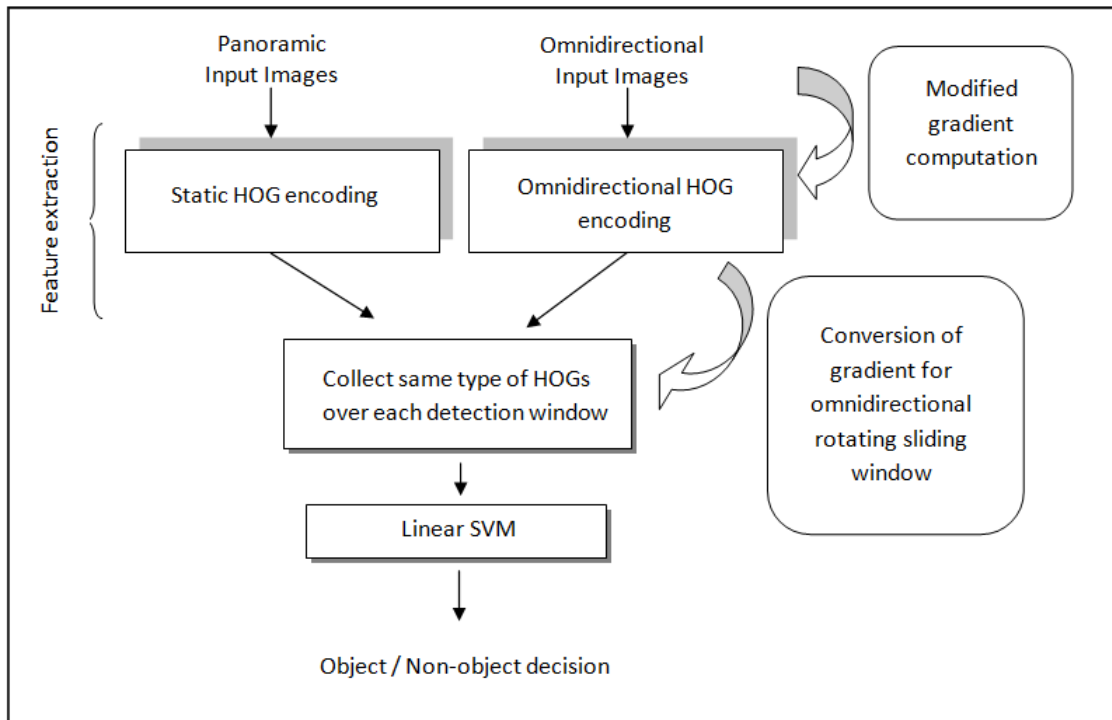 Panoramic
Input Images
Omnidirectional
Input Images
Modified
gradient
computation
Feature extraction
Static HOG encoding
Omnidirectional HOG
encoding
Conversion of
gradient for
omnidirectional
rotating sliding
window
Collect same type of HOGs
over each detection window
Linear SVM
Object / Non-object decision